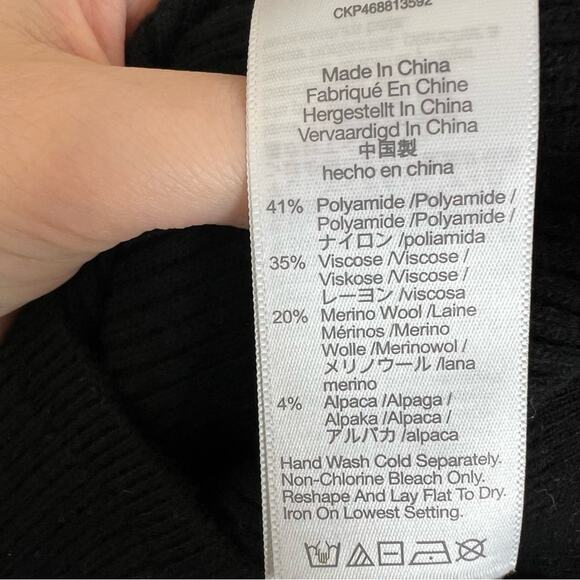 CKP468813592
Made In China
Fabriqué En Chine
Hergestellt In China
Vervaardigd In China
中国製
hecho en china
41% Polyamide /Polyamide /
Polyamide /Polyamide /
ナイロン /poliamida
35% Viscose /Viscose /
Viskose /Viscose /
レーヨン /viscosa
20% Merino Wool /Laine
Mérinos /Merino
Wolle /Merinowol /
メリノウール /lana
merino
4% Alpaca /Alpaga /
Alpaka /Alpaca /
アルパカ /alpaca
Hand Wash Cold Separately.
Non-Chlorine Bleach Only.
Reshape And Lay Flat To Dry.
Iron On Lowest Setting.